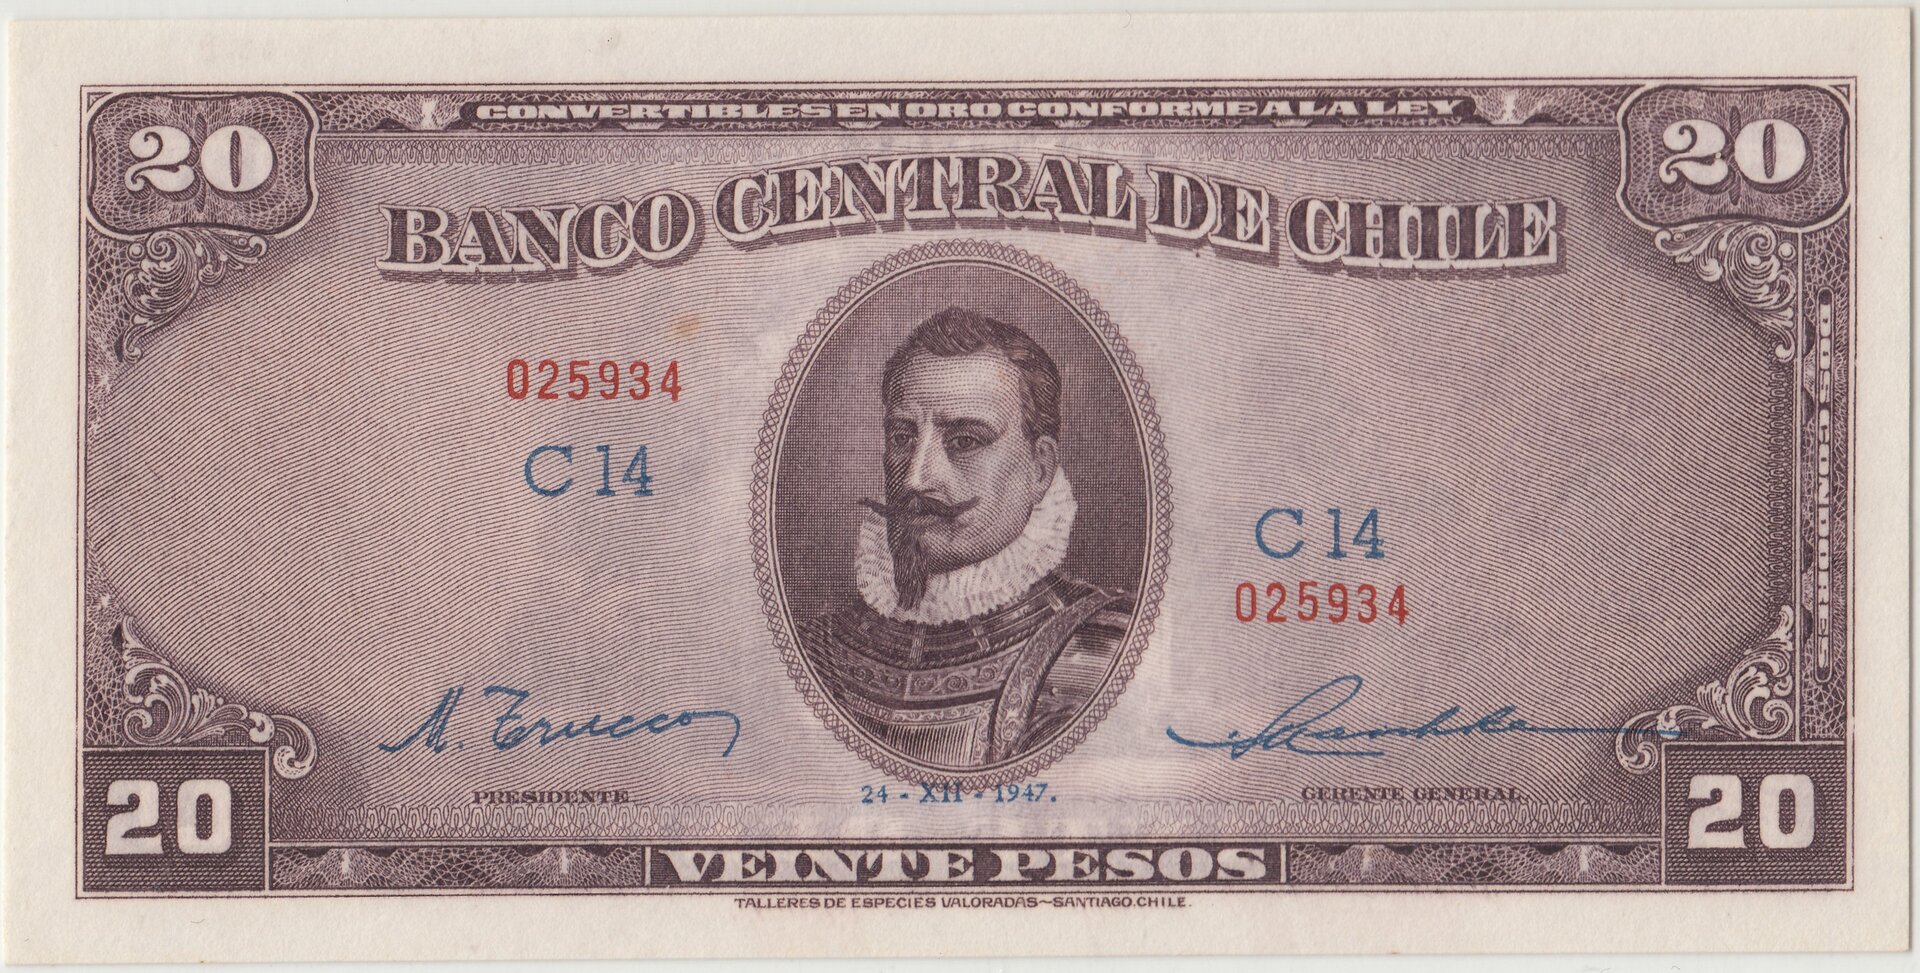 20 CONVERTIBLES EN ORO CONFORME A LA LEY 20
BANCO CENTRAL DE CHILE
DOS CONDORES
025934
C 14
C 14
025934
M. Trucco
PRESIDENTE
24 - XII - 1947.
GERENTE GENERAL
20 VEINTE PESOS 20
TALLERES DE ESPECIES VALORADAS~SANTIAGO.CHILE.